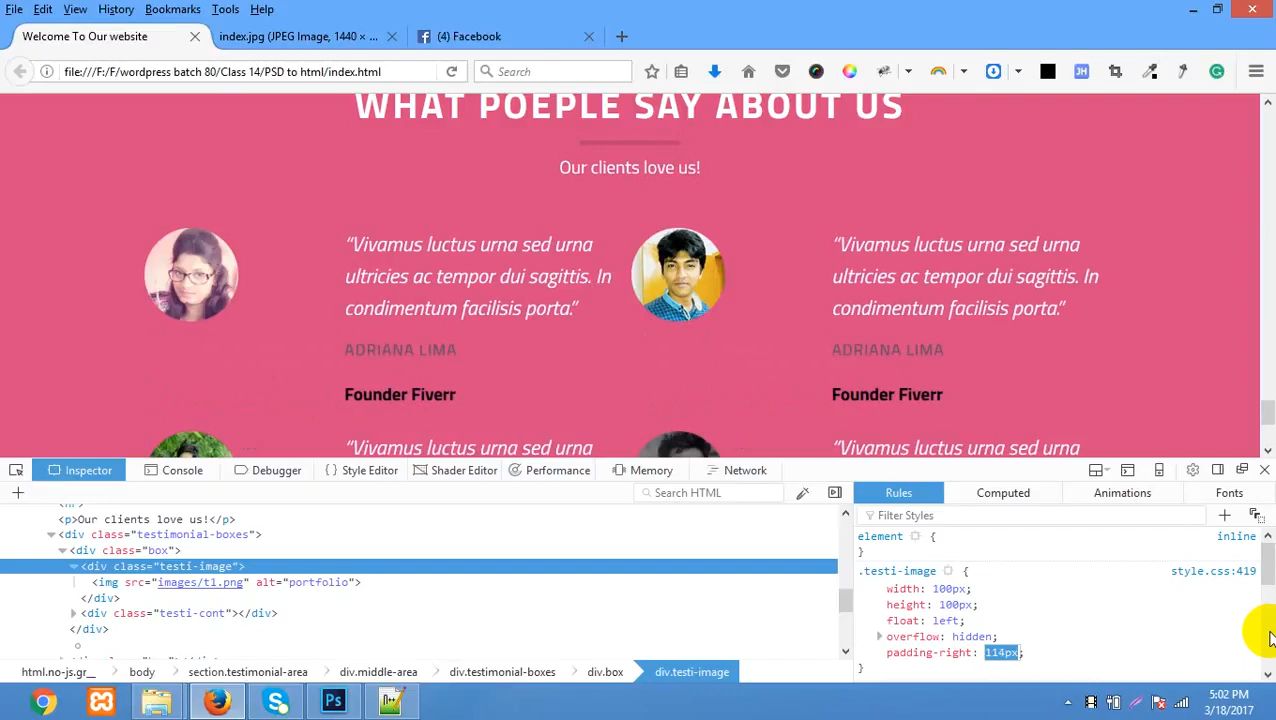 File Edit View History Bookmarks Tools Help
Welcome To Our website index.jpg (JPEG Image, 1440 × ... (4) Facebook
file:///F:/F/wordpress batch 80/Class 14/PSD to html/index.html Search JH
WHAT POEPLE SAY ABOUT US
Our clients love us!
“Vivamus luctus urna sed urna
ultricies ac tempor dui sagittis. In
condimentum facilisis porta.”
ADRIANA LIMA
Founder Fiverr
“Vivamus luctus urna sed urna
“Vivamus luctus urna sed urna
ultricies ac tempor dui sagittis. In
condimentum facilisis porta.”
ADRIANA LIMA
Founder Fiverr
“Vivamus luctus urna sed urna
Inspector Console Debugger Style Editor Shader Editor Performance Memory Network
Search HTML
<p>Our clients love us!</p>
<div class="testimonial-boxes">
<div class="box">
<div class="testi-image">
<img src="images/t1.png" alt="portfolio">
</div>
<div class="testi-cont"></div>
</div>
html.no-js.gr__ body section.testimonial-area div.middle-area div.testimonial-boxes div.box div.testi-image
Rules Computed Animations Fonts
Filter Styles
element { inline
}
.testi-image { style.css:419
width: 100px;
height: 100px;
float: left;
overflow: hidden;
padding-right: 114px;
}
Ps
5:02 PM
3/18/2017